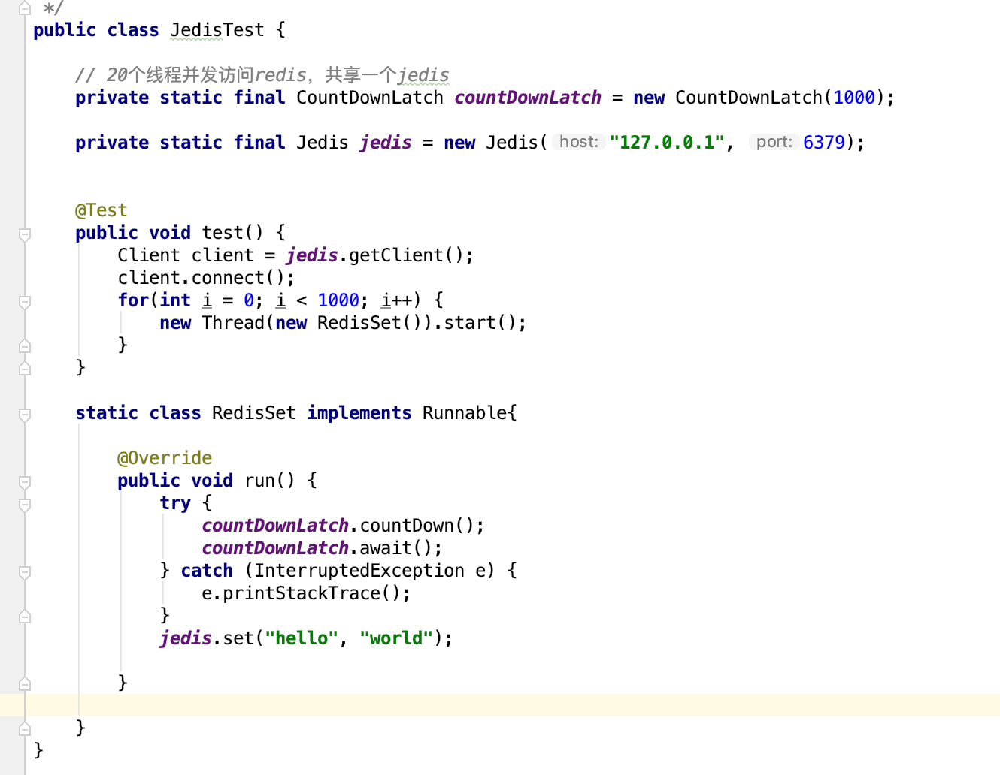 */
public class JedisTest {
// 20个线程并发访问redis，共享一个jedis
private static final CountDownLatch countDownLatch = new CountDownLatch(1000);
private static final Jedis jedis = new Jedis( host: "127.0.0.1", port: 6379);
@Test
public void test() {
Client client = jedis.getClient();
client.connect();
for(int i = 0; i < 1000; i++) {
new Thread(new RedisSet()).start();
}
}
static class RedisSet implements Runnable{
@Override
public void run() {
try {
countDownLatch.countDown();
countDownLatch.await();
} catch (InterruptedException e) {
e.printStackTrace();
}
jedis.set("hello", "world");
}
}
}